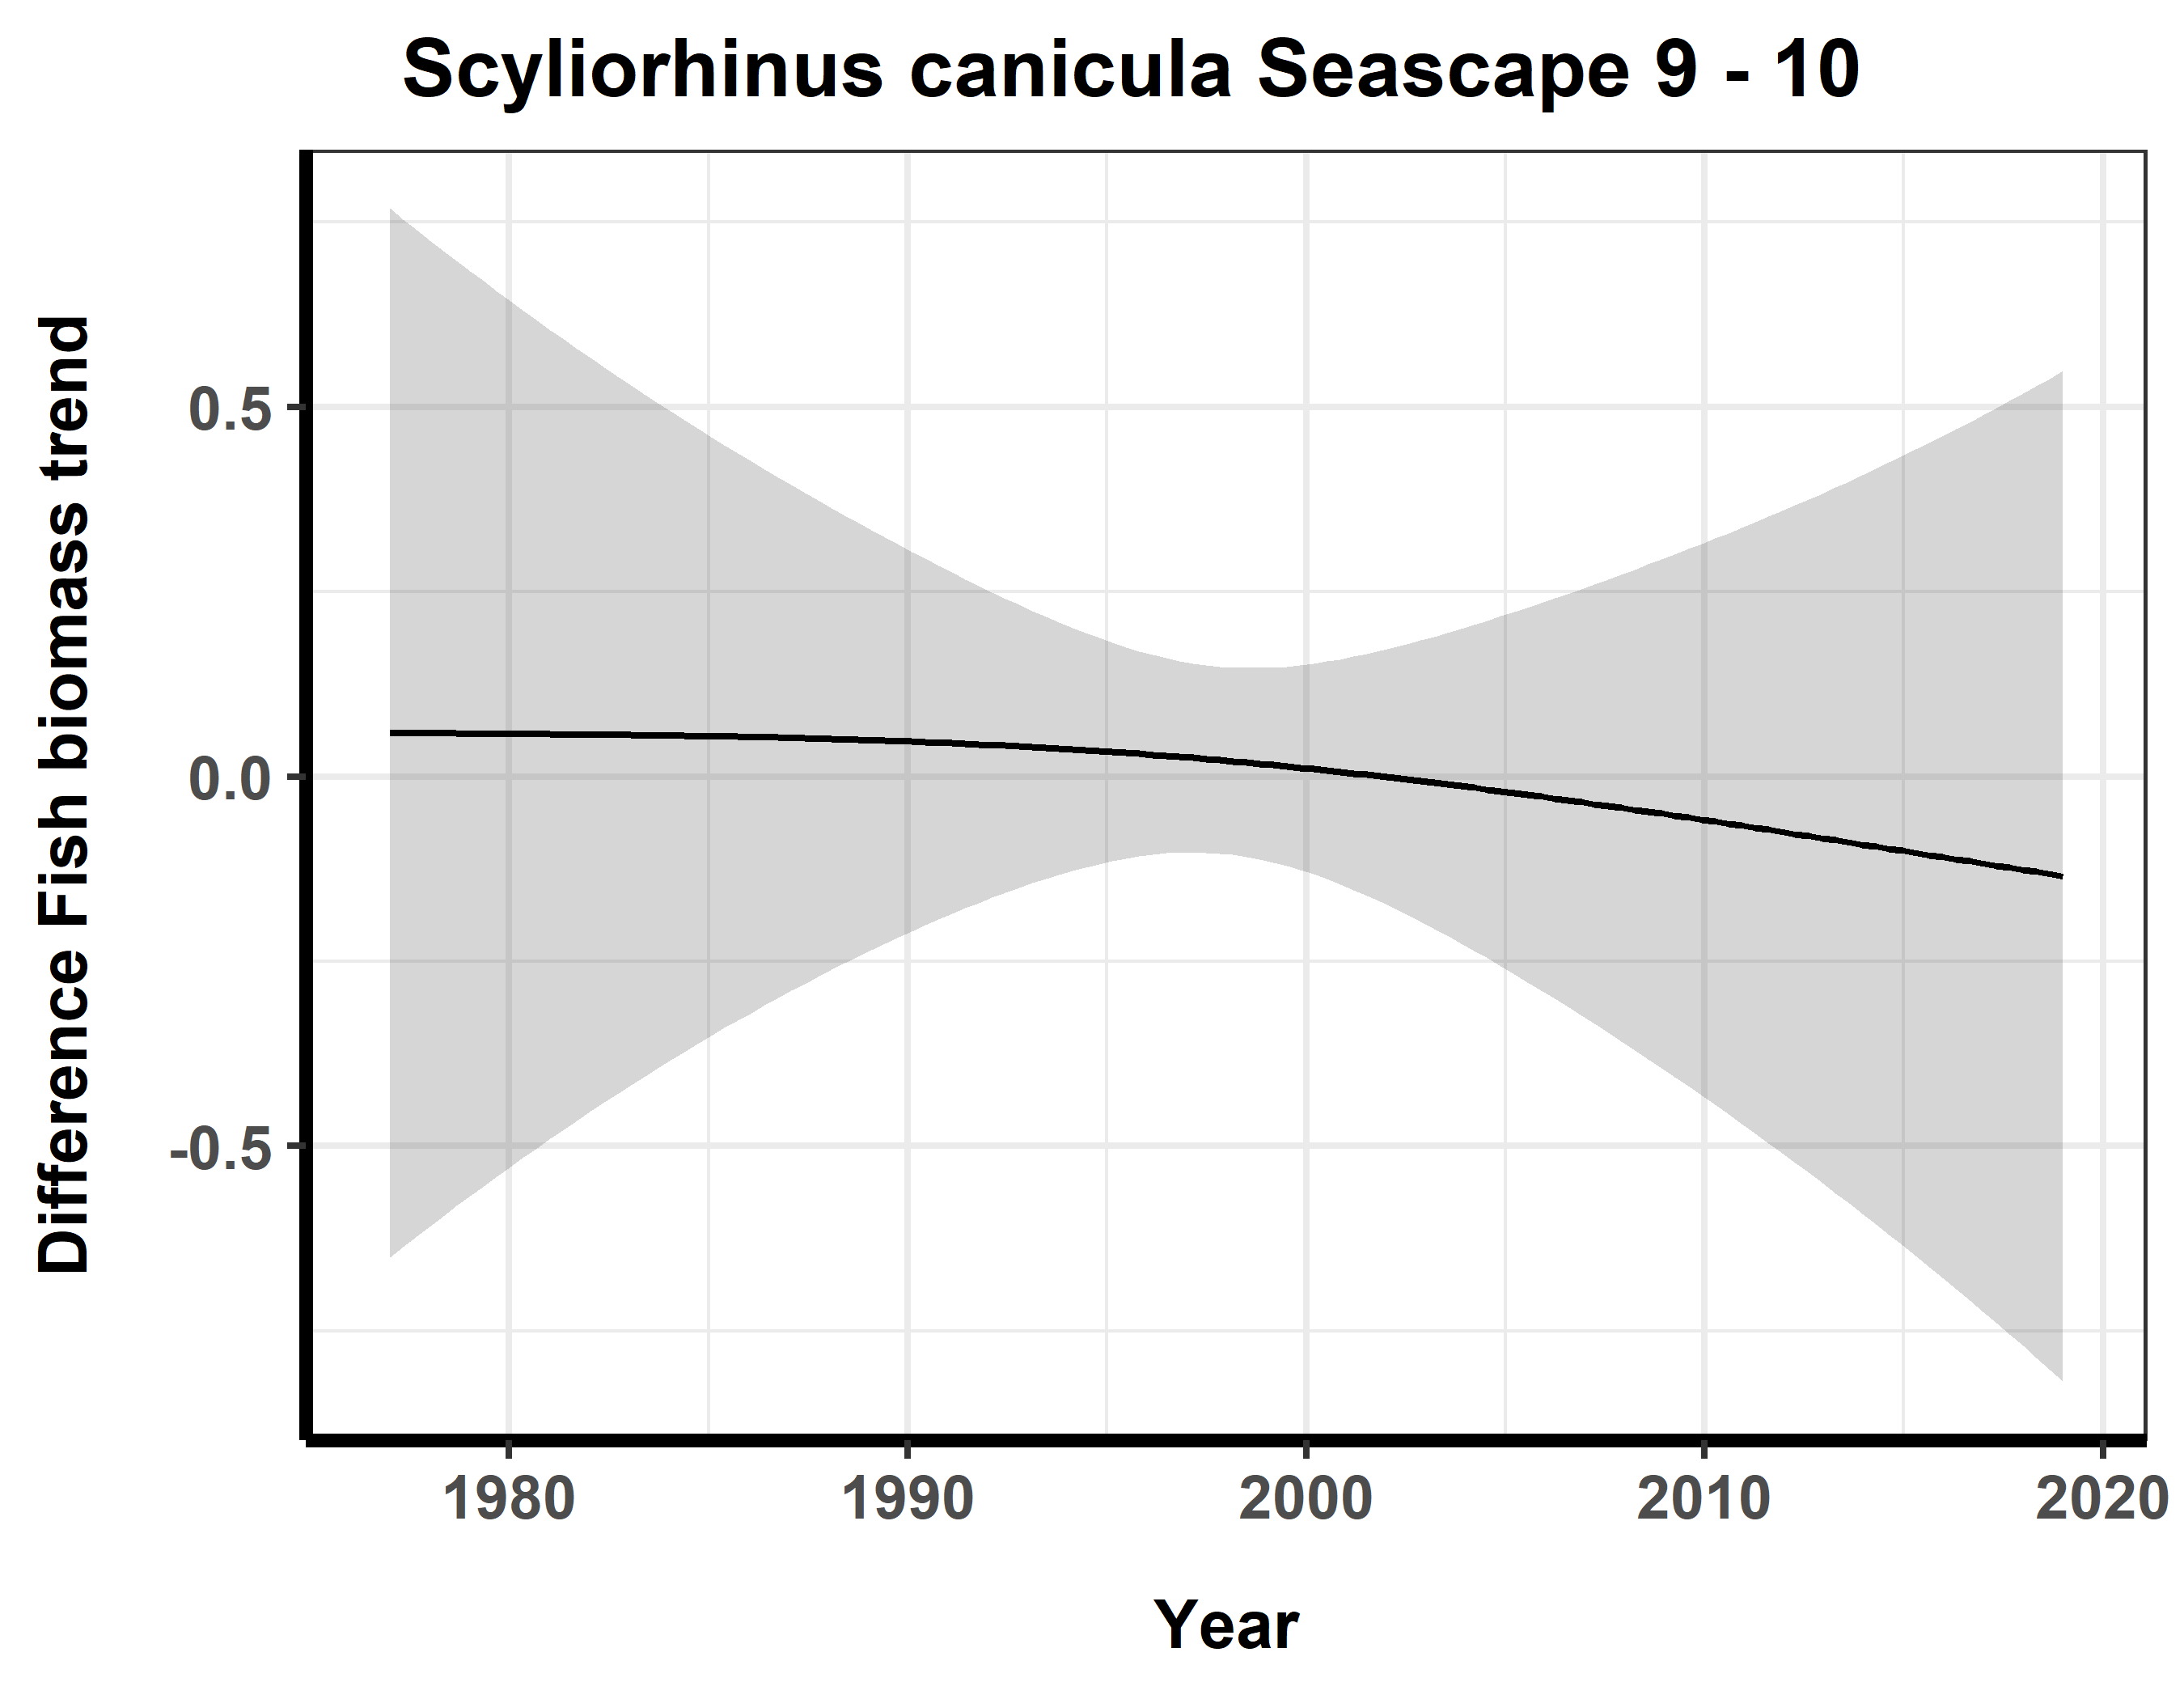 Scyliorhinus canicula Seascape 9 - 10
Difference Fish biomass trend
0.5
0.0
-0.5
1980 1990 2000 2010 2020
Year